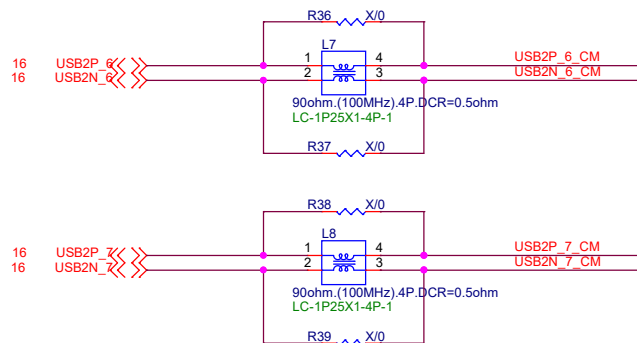 R36 X/0
L7
16 USB2P_6 1 4 USB2P_6_CM
16 USB2N_6 2 3 USB2N_6_CM
90ohm.(100MHz).4P.DCR=0.5ohm
LC-1P25X1-4P-1
R37 X/0
R38 X/0
L8
16 USB2P_7 1 4 USB2P_7_CM
16 USB2N_7 2 3 USB2N_7_CM
90ohm.(100MHz).4P.DCR=0.5ohm
LC-1P25X1-4P-1
R39 X/0